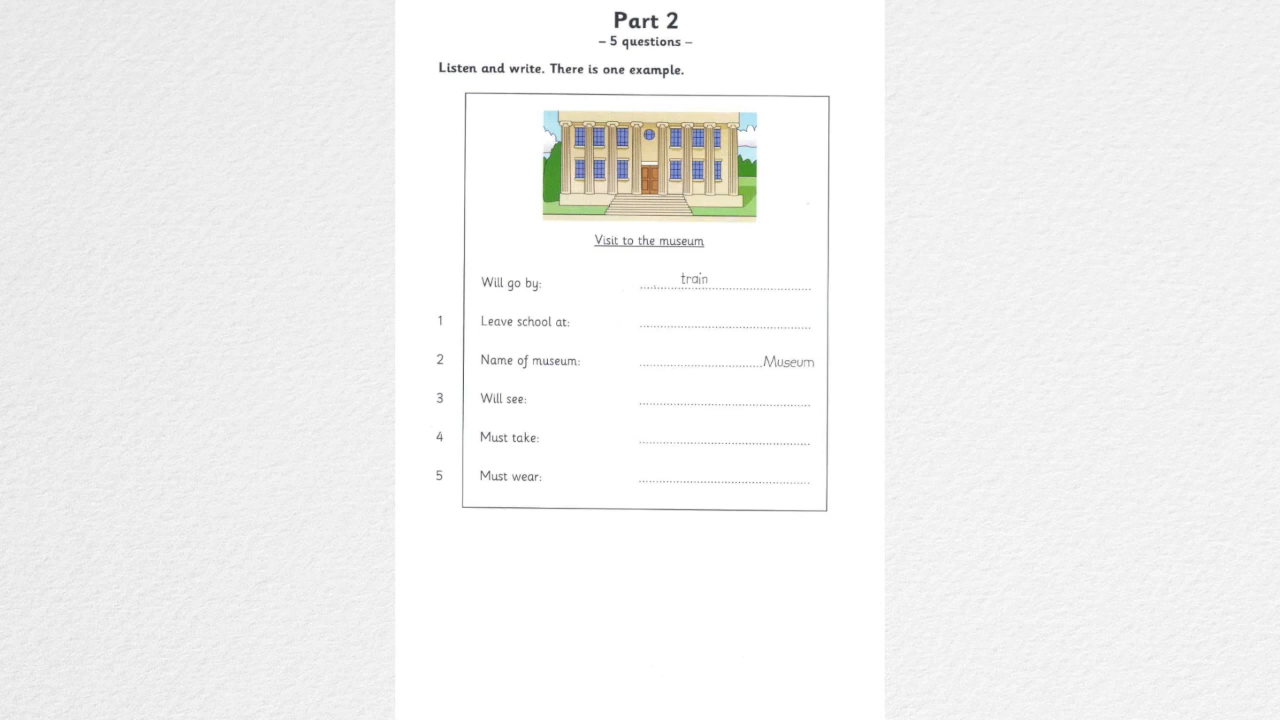 Part 2
– 5 questions –
Listen and write. There is one example.
Visit to the museum
Will go by: train
1 Leave school at:
2 Name of museum: Museum
3 Will see:
4 Must take:
5 Must wear: